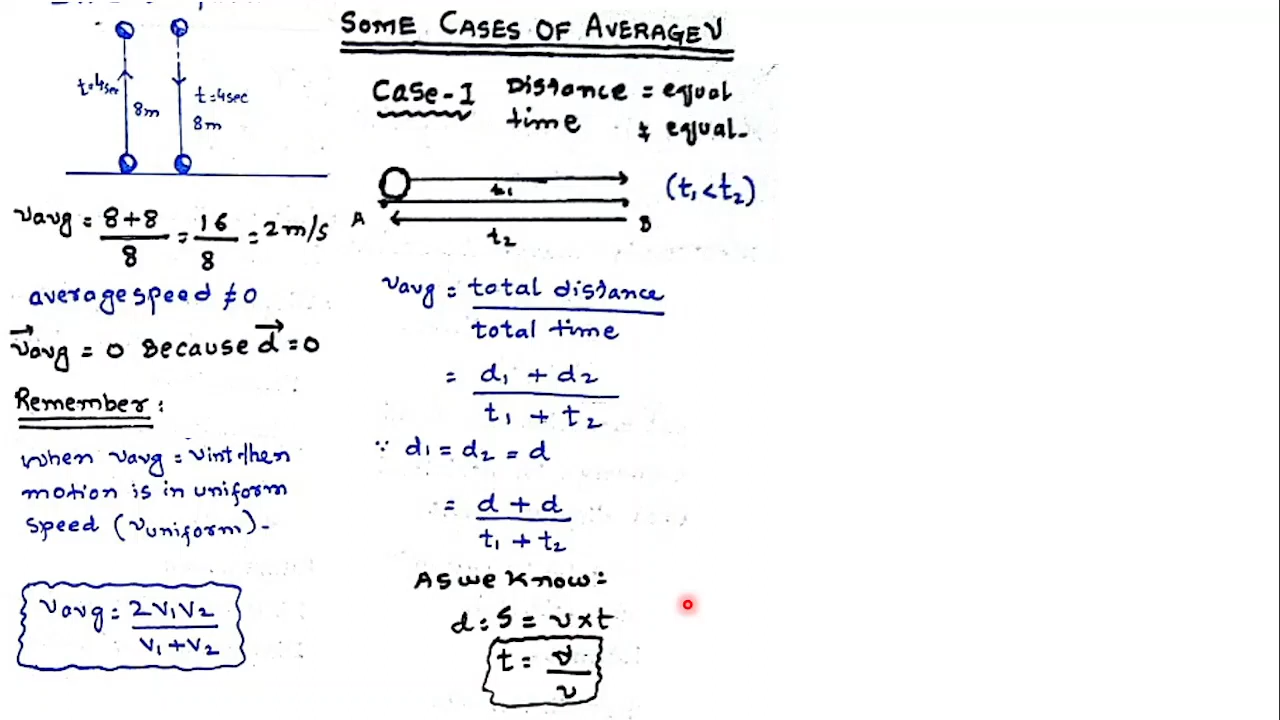 t=4sec
8m
t=4sec
8m
vavg = 8+8/8 = 16/8 = 2m/s
average speed ≠ 0
v⃗avg = 0 Because d⃗ = 0
Remember:
When vavg = vint then
motion is in uniform
speed (vuniform)-
vavg = 2V₁V₂/V₁+V₂
SOME CASES OF AVERAGE V
Case-I Distance = equal
time ≠ equal-
t₁
(t₁<t₂)
A B
t₂
vavg = total distance/total time
= d₁ + d₂/t₁ + t₂
∵ d₁ = d₂ = d
= d + d/t₁ + t₂
As we know:
d: S = v×t
t = d/v